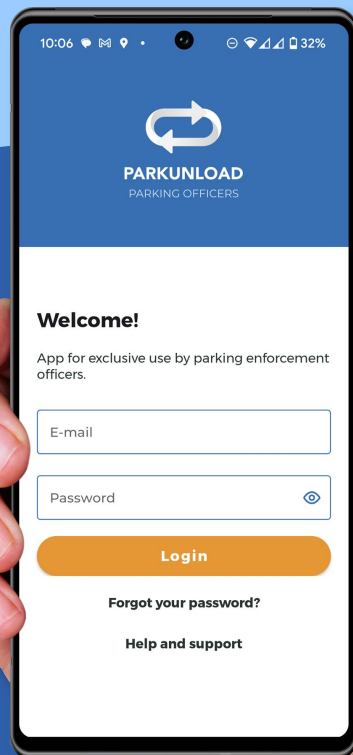 10:06
32%
PARKUNLOAD
PARKING OFFICERS
Welcome!
App for exclusive use by parking enforcement
officers.
E-mail
Password
Login
Forgot your password?
Help and support